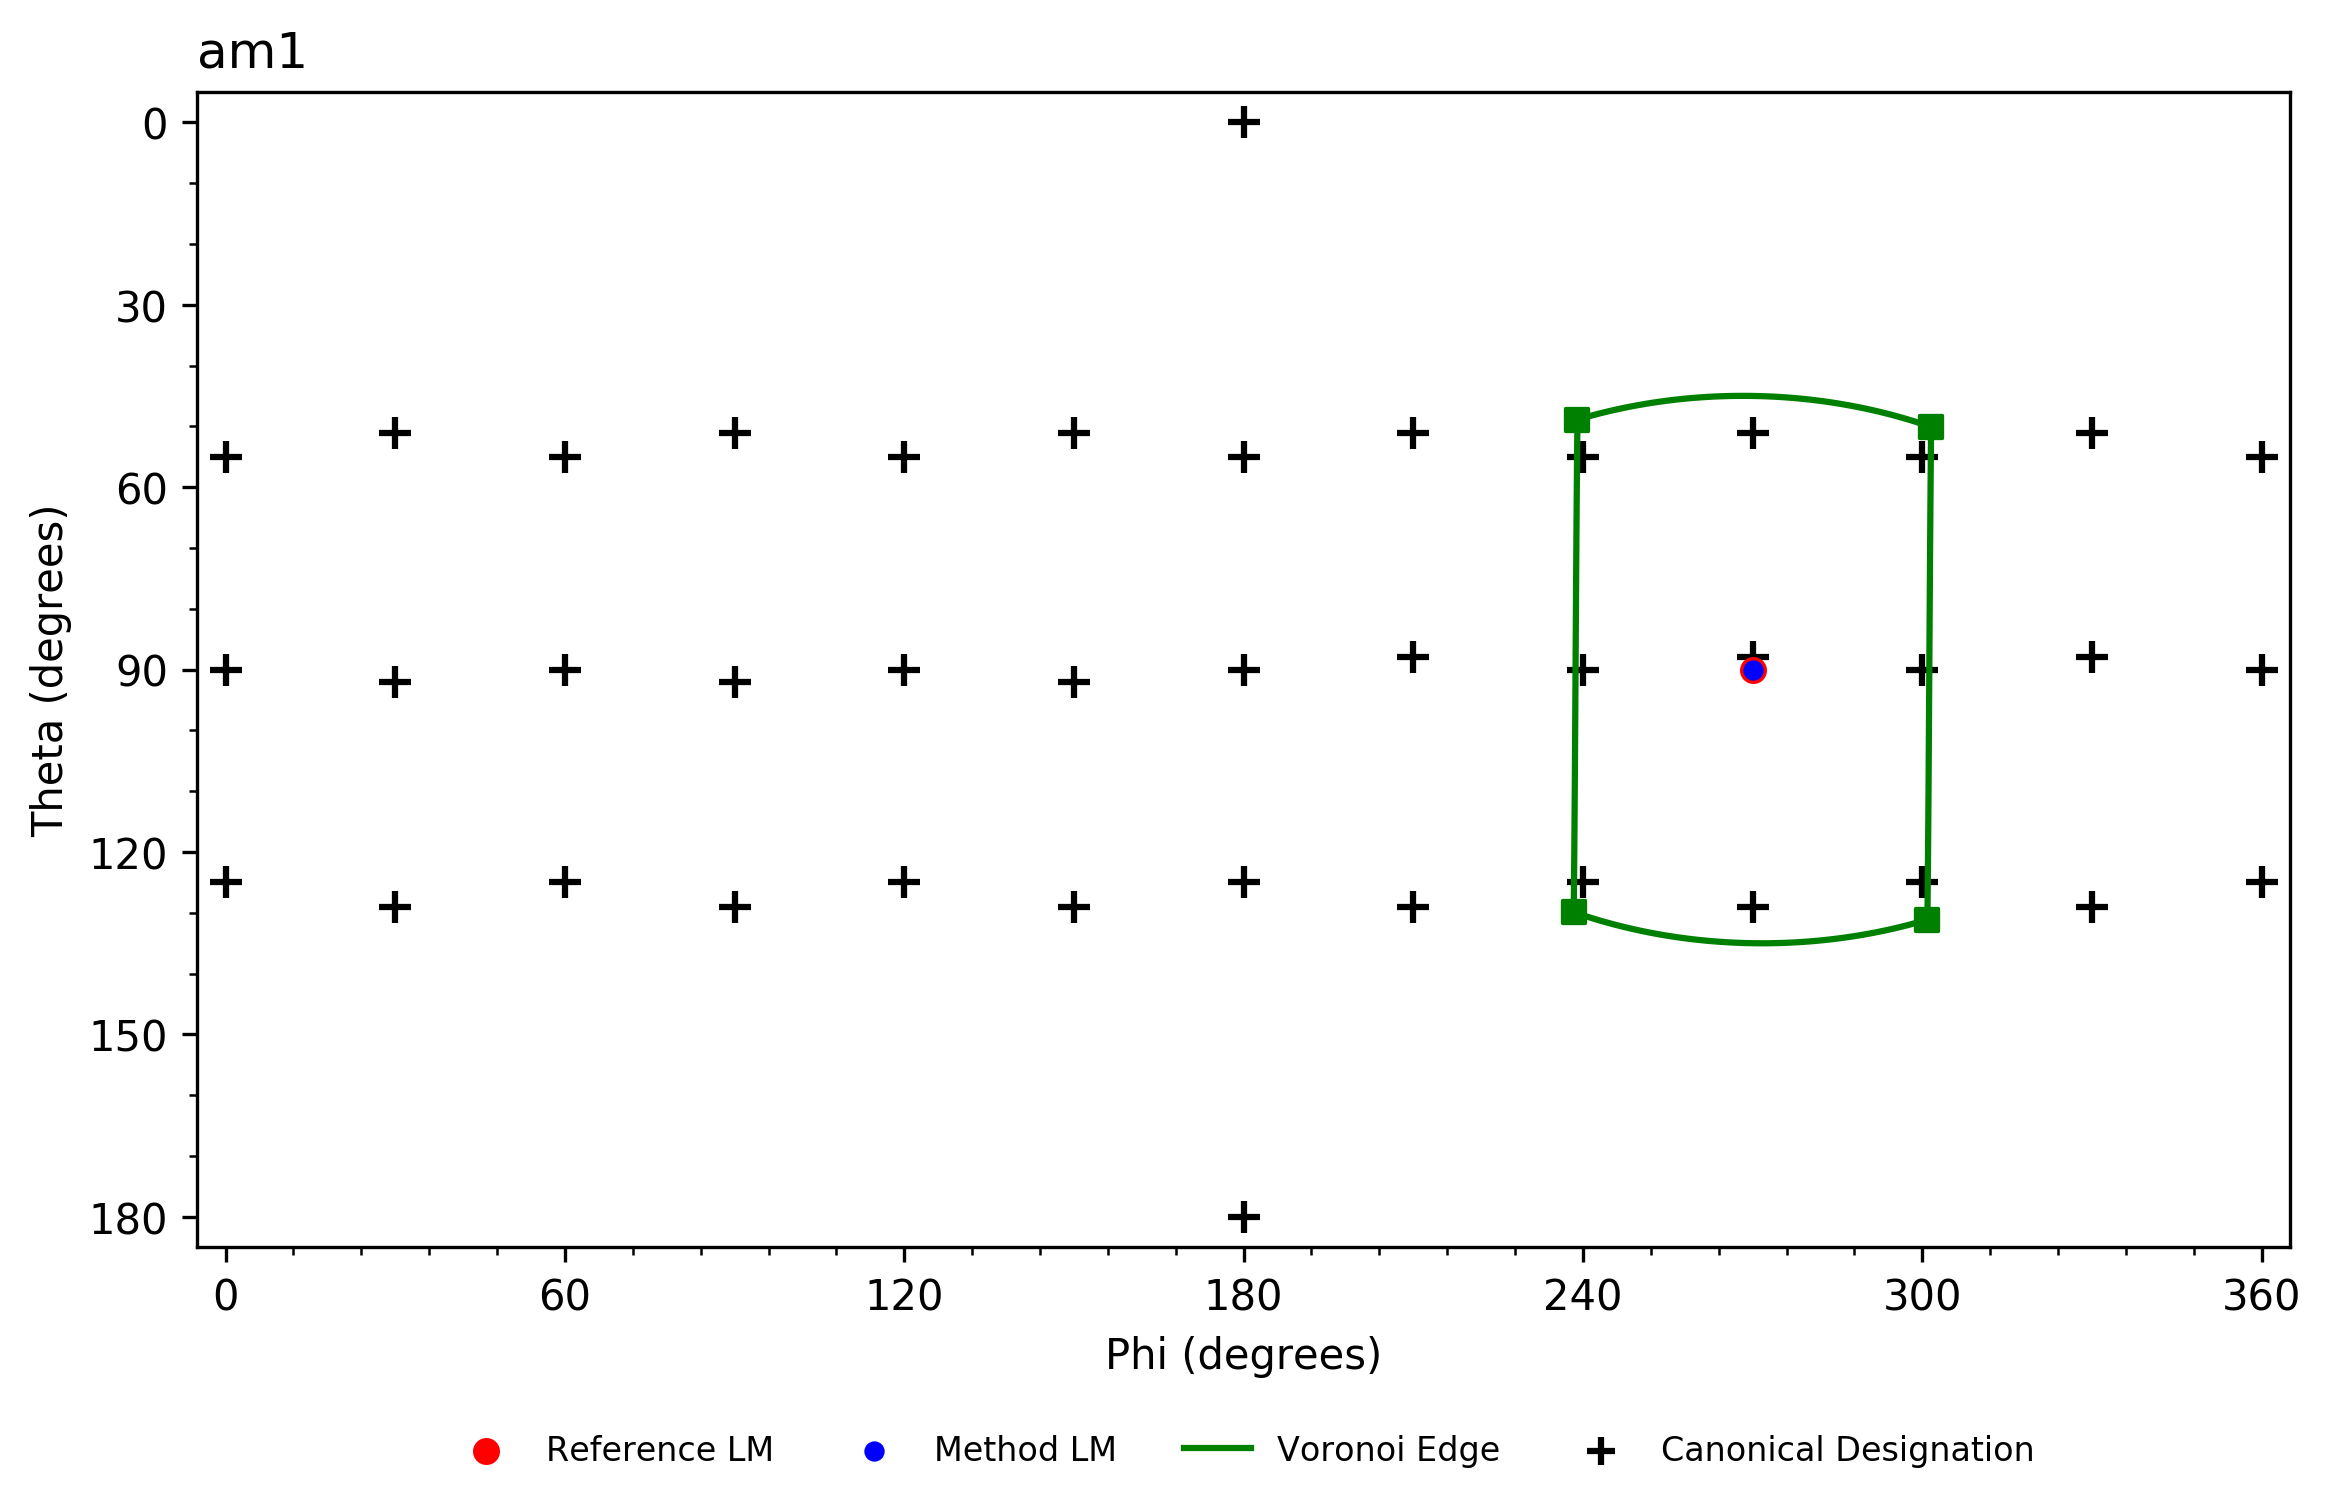 am1
0
30
60
90
120
150
180
Theta (degrees)
0 60 120 180 240 300 360
Phi (degrees)
Reference LM Method LM Voronoi Edge Canonical Designation